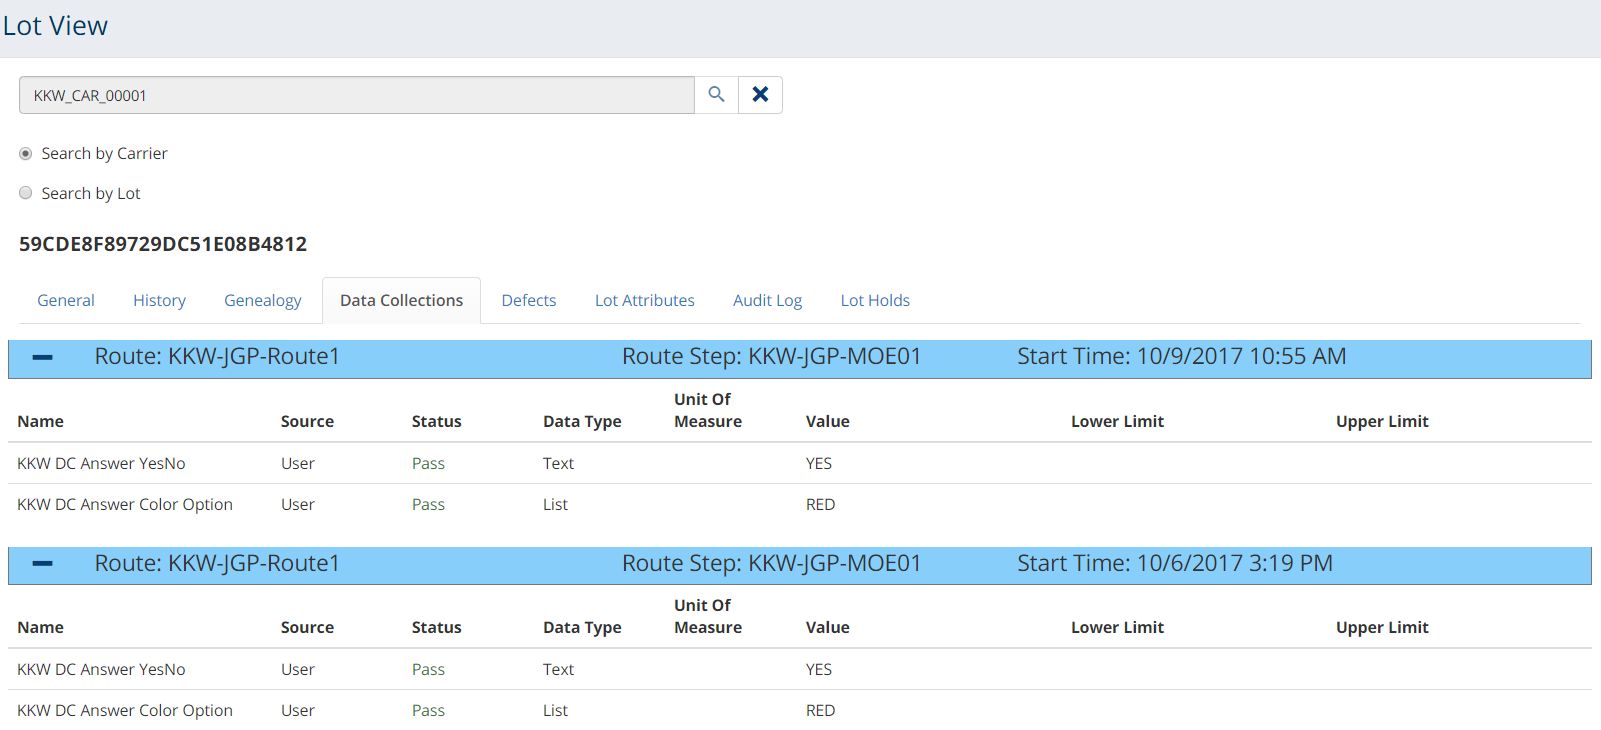 Lot View
KKW_CAR_00001
Search by Carrier
Search by Lot
59CDE8F89729DC51E08B4812
General History Genealogy Data Collections Defects Lot Attributes Audit Log Lot Holds
Route: KKW-JGP-Route1 Route Step: KKW-JGP-MOE01 Start Time: 10/9/2017 10:55 AM
Name Source Status Data Type Unit Of Measure Value Lower Limit Upper Limit
KKW DC Answer YesNo User Pass Text YES
KKW DC Answer Color Option User Pass List RED
Route: KKW-JGP-Route1 Route Step: KKW-JGP-MOE01 Start Time: 10/6/2017 3:19 PM
Name Source Status Data Type Unit Of Measure Value Lower Limit Upper Limit
KKW DC Answer YesNo User Pass Text YES
KKW DC Answer Color Option User Pass List RED